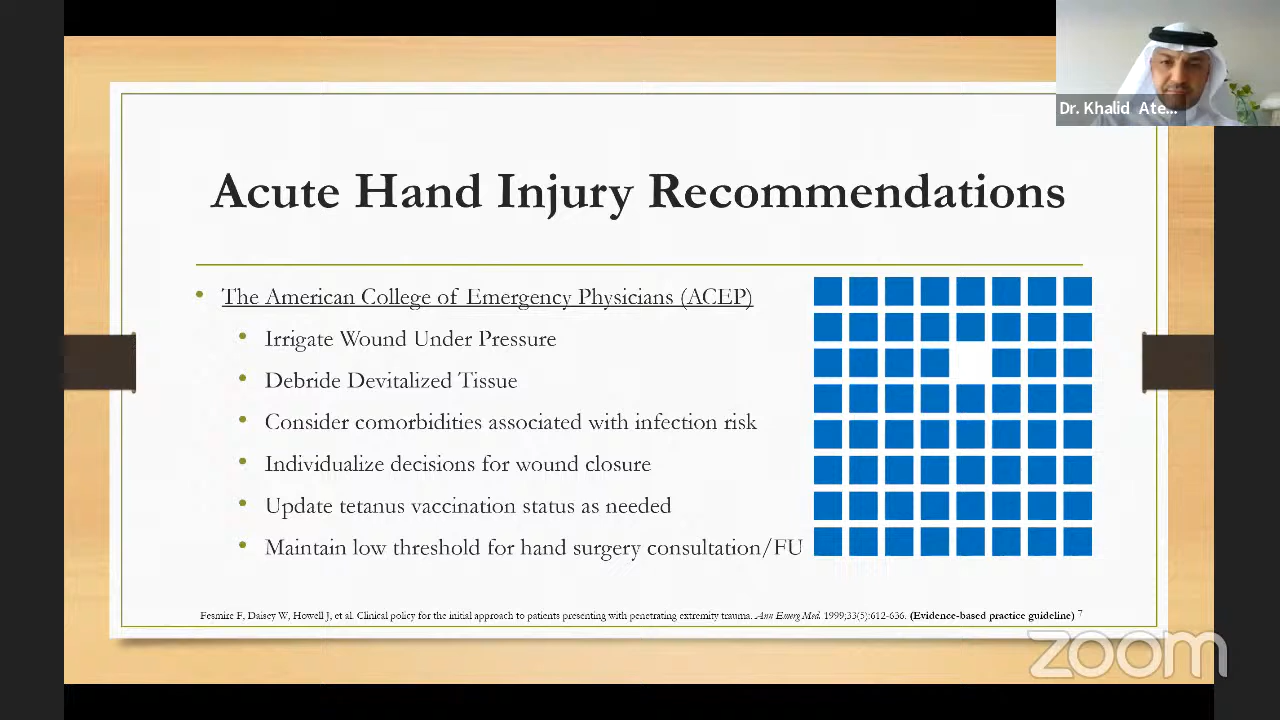 Dr. Khalid Ate...
Acute Hand Injury Recommendations
The American College of Emergency Physicians (ACEP)
Irrigate Wound Under Pressure
Debride Devitalized Tissue
Consider comorbidities associated with infection risk
Individualize decisions for wound closure
Update tetanus vaccination status as needed
Maintain low threshold for hand surgery consultation/FU
Fesmire F, Daisey W, Howell J, et al. Clinical policy for the initial approach to patients presenting with penetrating extremity trauma. Ann Emerg Med. 1999;33(5):612-636. (Evidence-based practice guideline) 7
zoom